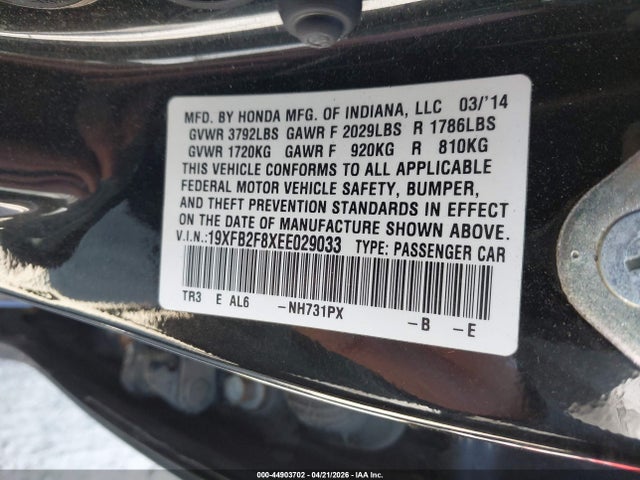 MFD. BY HONDA MFG. OF INDIANA, LLC 03/'14
GVWR 3792LBS GAWR F 2029LBS R 1786LBS
GVWR 1720KG GAWR F 920KG R 810KG
THIS VEHICLE CONFORMS TO ALL APPLICABLE
FEDERAL MOTOR VEHICLE SAFETY, BUMPER,
AND THEFT PREVENTION STANDARDS IN EFFECT
ON THE DATE OF MANUFACTURE SHOWN ABOVE.
V.I.N.:19XFB2F8XEE029033 TYPE: PASSENGER CAR
TR3 E AL6 -NH731PX -B -E
000-44903702 - 04/21/2026 - IAA Inc.